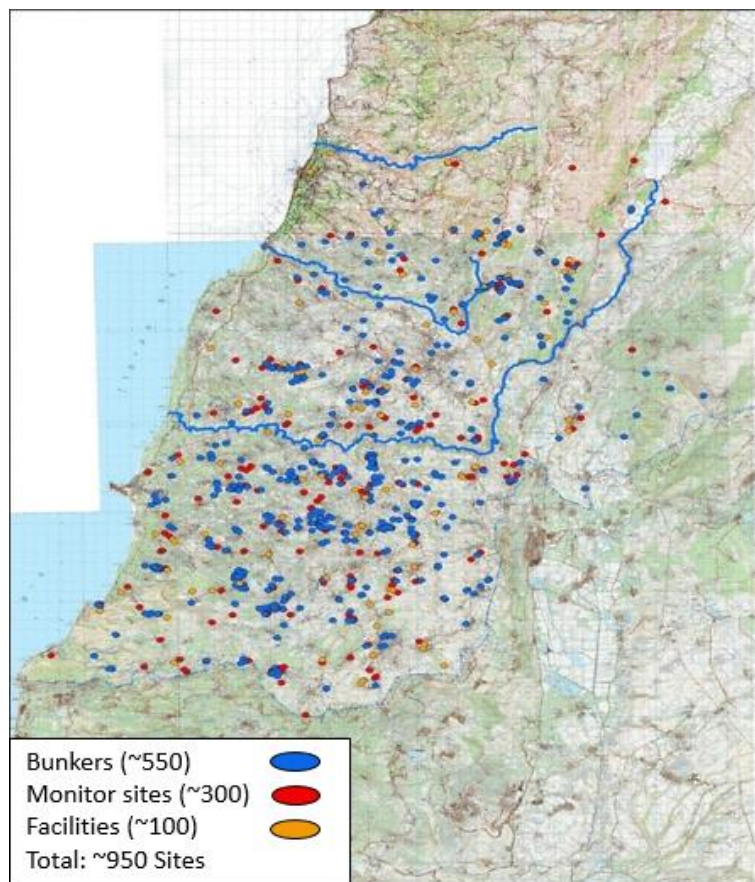 Bunkers (~550)
Monitor sites (~300)
Facilities (~100)
Total: ~950 Sites